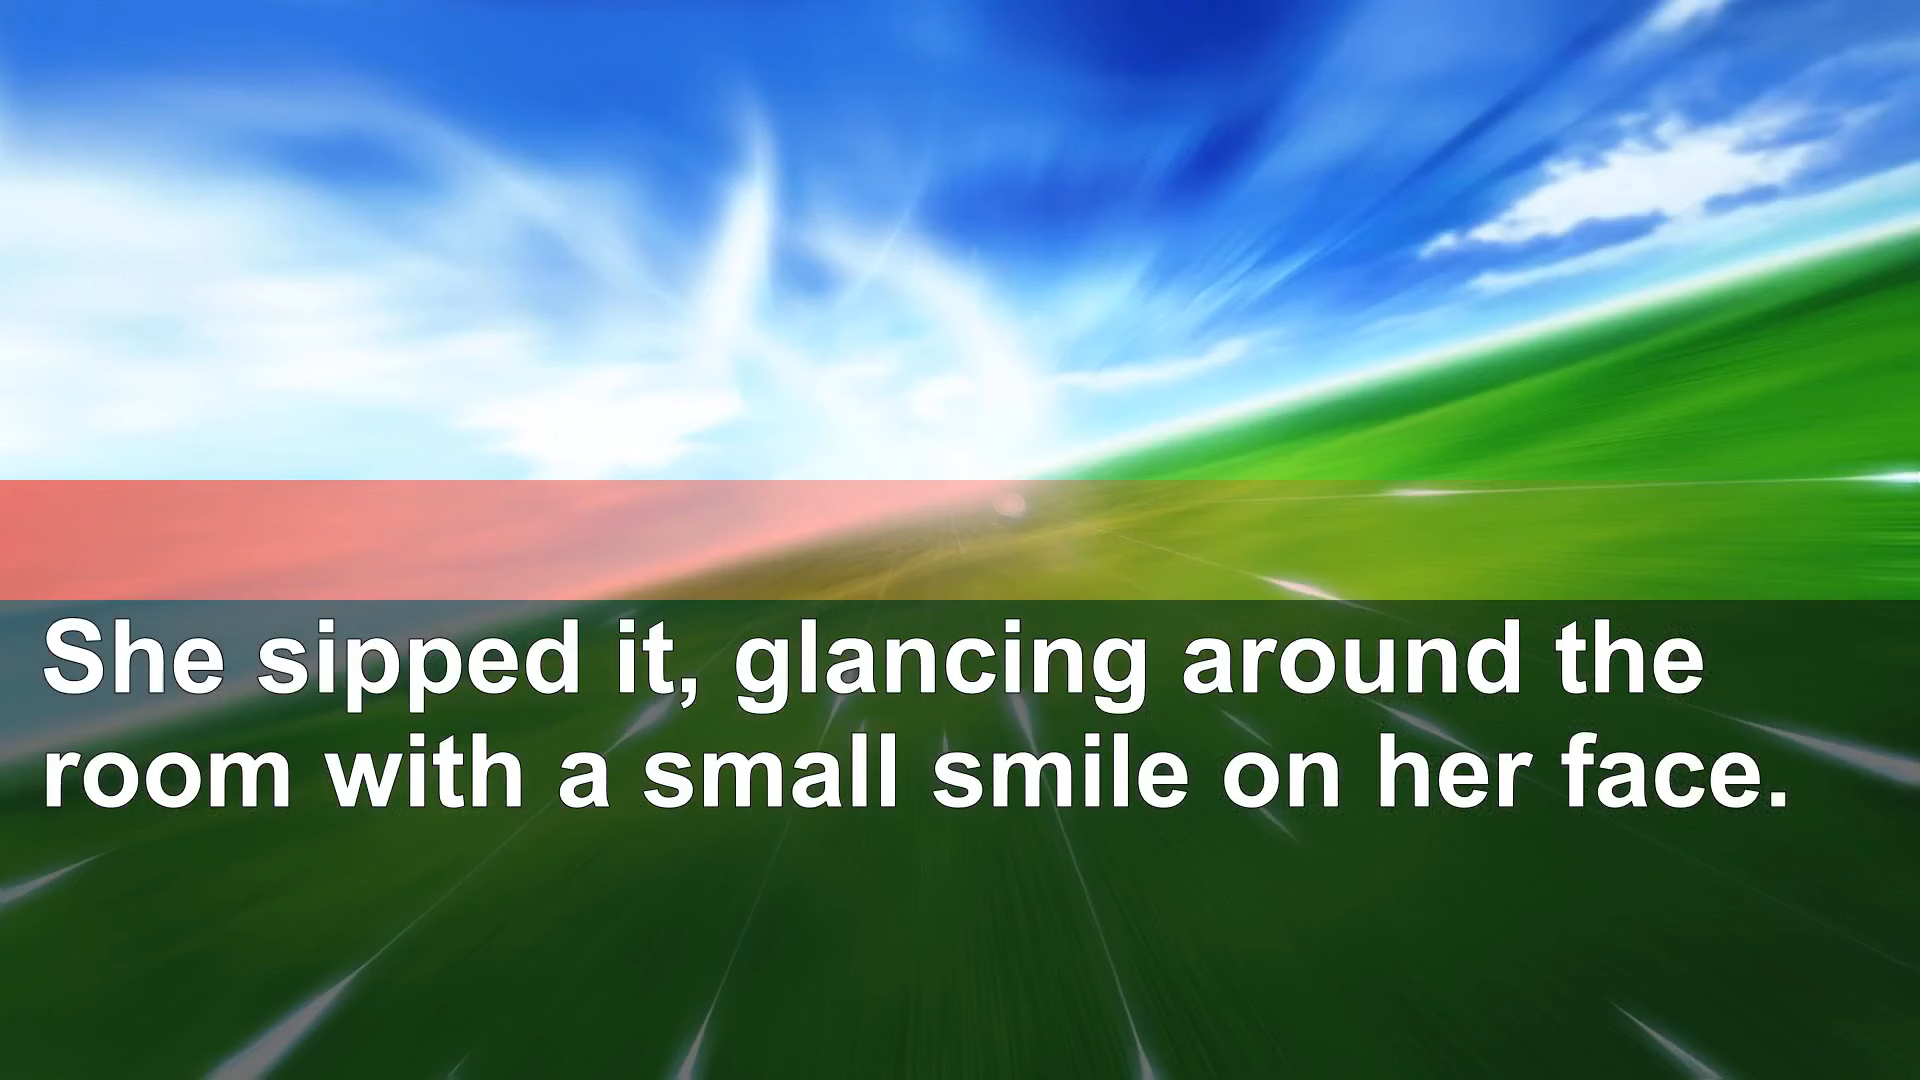 She sipped it, glancing around the
room with a small smile on her face.